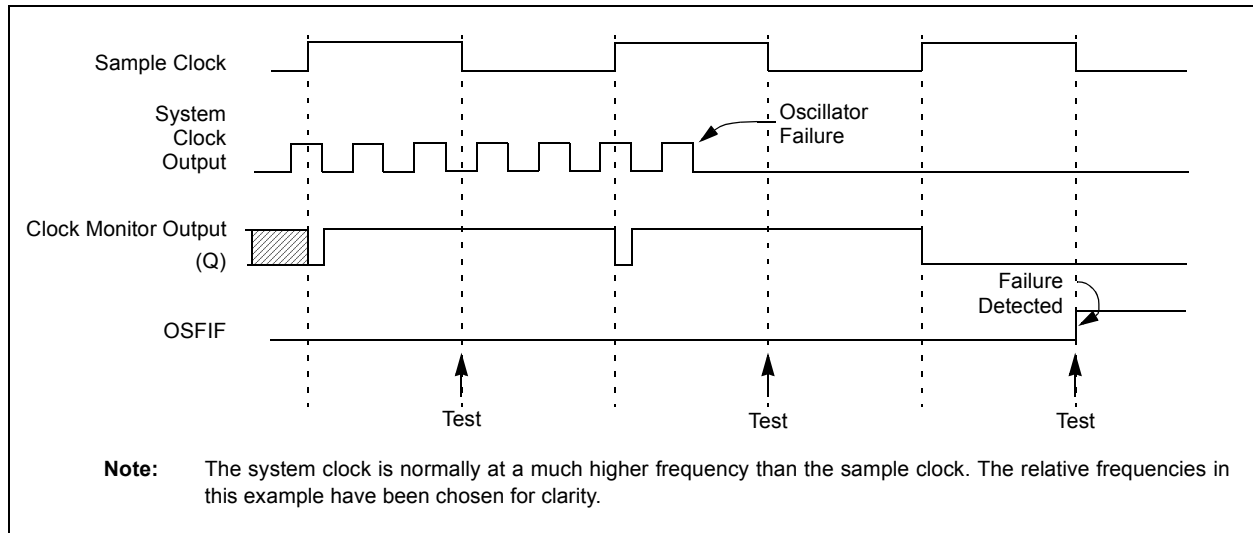 Sample Clock
System
Clock
Output
Oscillator
Failure
Clock Monitor Output
(Q)
Failure
Detected
OSFIF
Test
Test
Test
Note: The system clock is normally at a much higher frequency than the sample clock. The relative frequencies in
this example have been chosen for clarity.